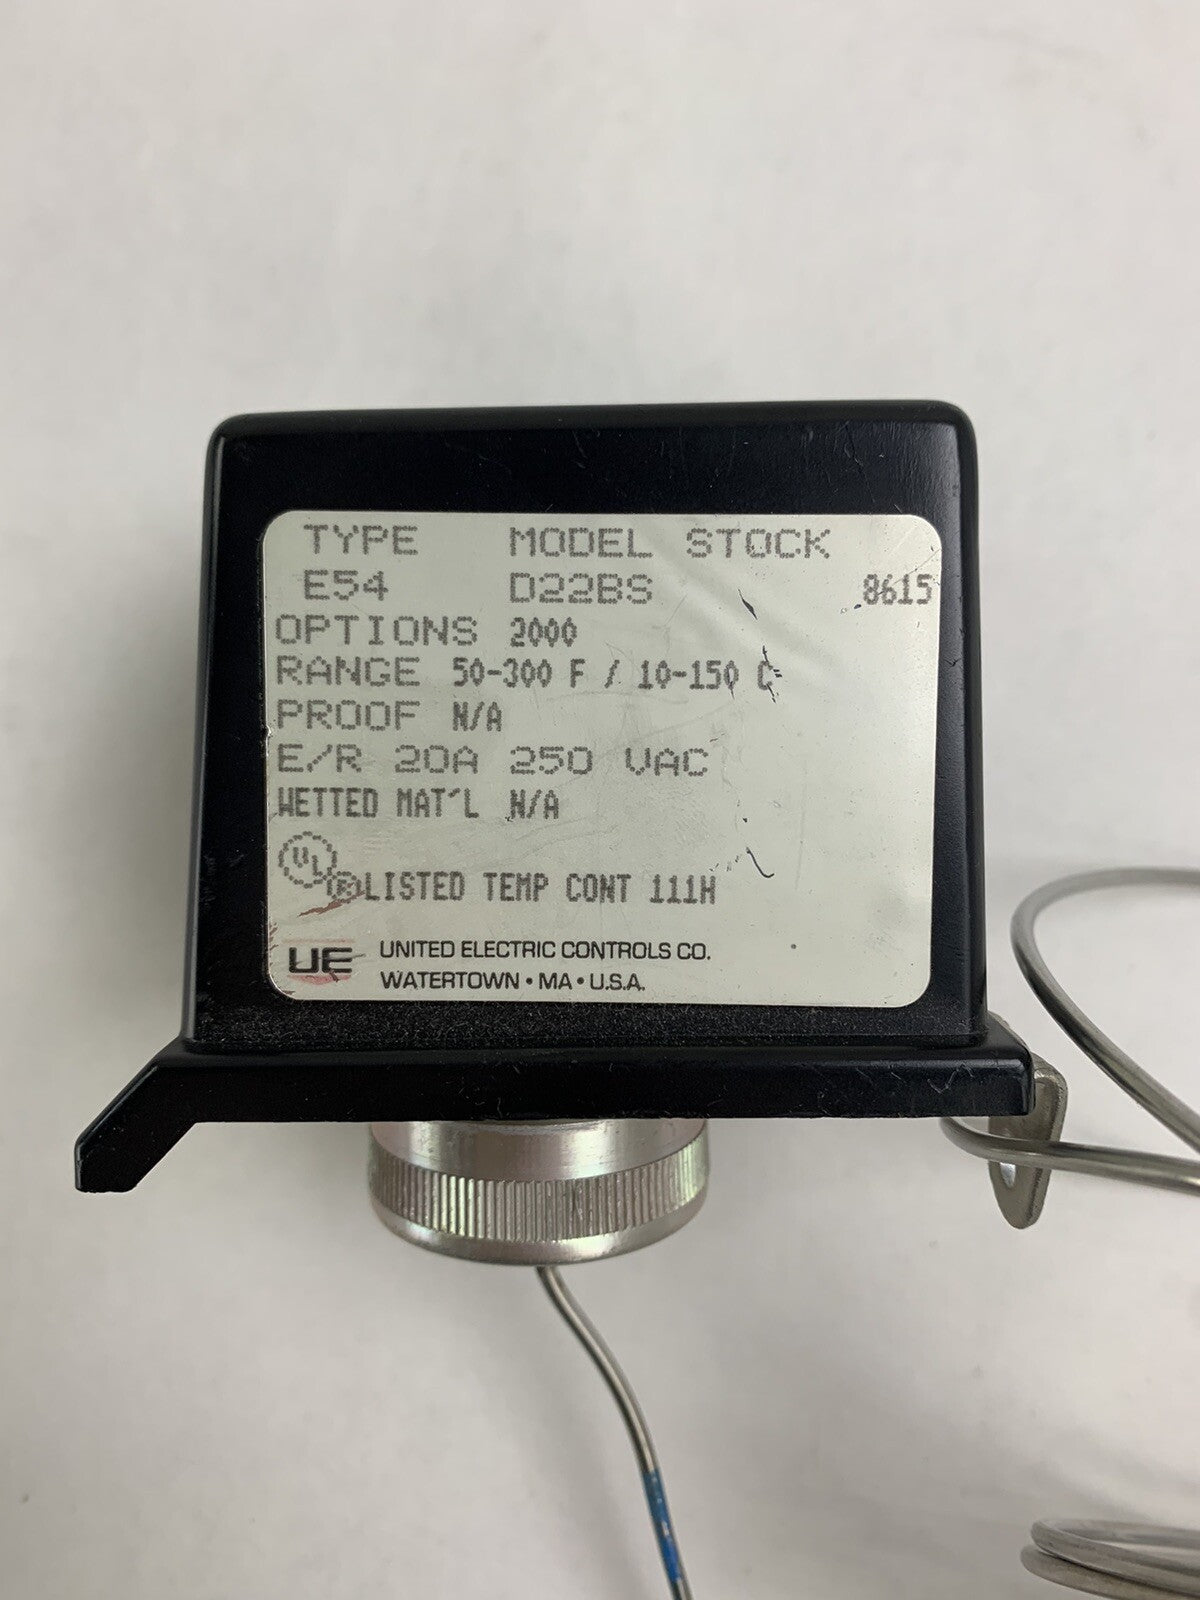 TYPE MODEL STOCK
E54 D22BS 8615
OPTIONS 2000
RANGE 50-300 F / 10-150 C
PROOF N/A
E/R 20A 250 VAC
WETTED MAT'L N/A
UL ® LISTED TEMP CONT 111H
UE UNITED ELECTRIC CONTROLS CO.
WATERTOWN • MA • U.S.A.